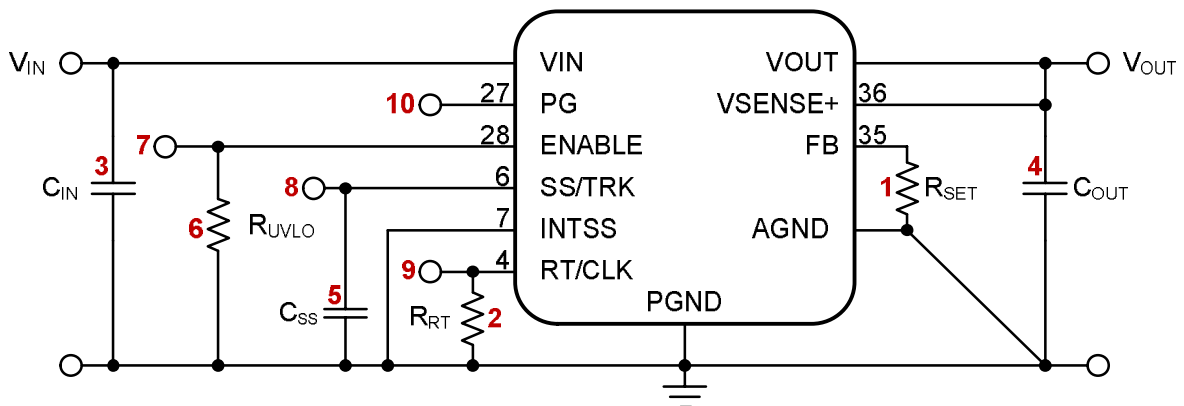 VIN
VIN
VOUT
VOUT
10
27
PG
VSENSE+
36
7
28
ENABLE
FB
35
3
CIN
8
6
SS/TRK
1
RSET
4
COUT
6
RUVLO
7
INTSS
AGND
9
4
RT/CLK
5
CSS
RRT
2
PGND